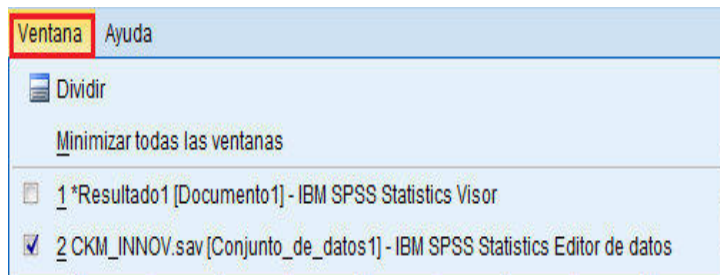 Ventana Ayuda
Dividir
Minimizar todas las ventanas
1 *Resultado1 [Documento1] - IBM SPSS Statistics Visor
2 CKM_INNOV.sav [Conjunto_de_datos1] - IBM SPSS Statistics Editor de datos